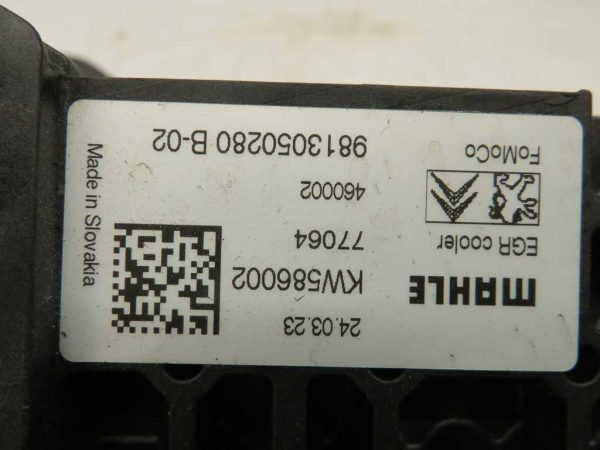 MAHLE
24.03.23
KW586002
EGR cooler
77064
460002
FoMoCo
9813050280 B-02
Made in Slovakia